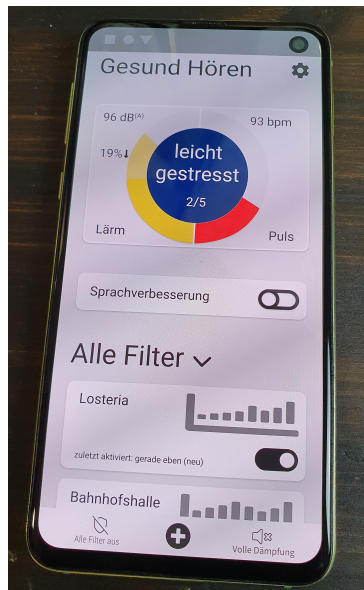 Gesund Hören
96 dB(A)
93 bpm
19%↓
leicht
gestresst
2/5
Lärm
Puls
Sprachverbesserung
Alle Filter
Losteria
zuletzt aktiviert: gerade eben (neu)
Bahnhofshalle
Alle Filter aus
Volle Dämpfung